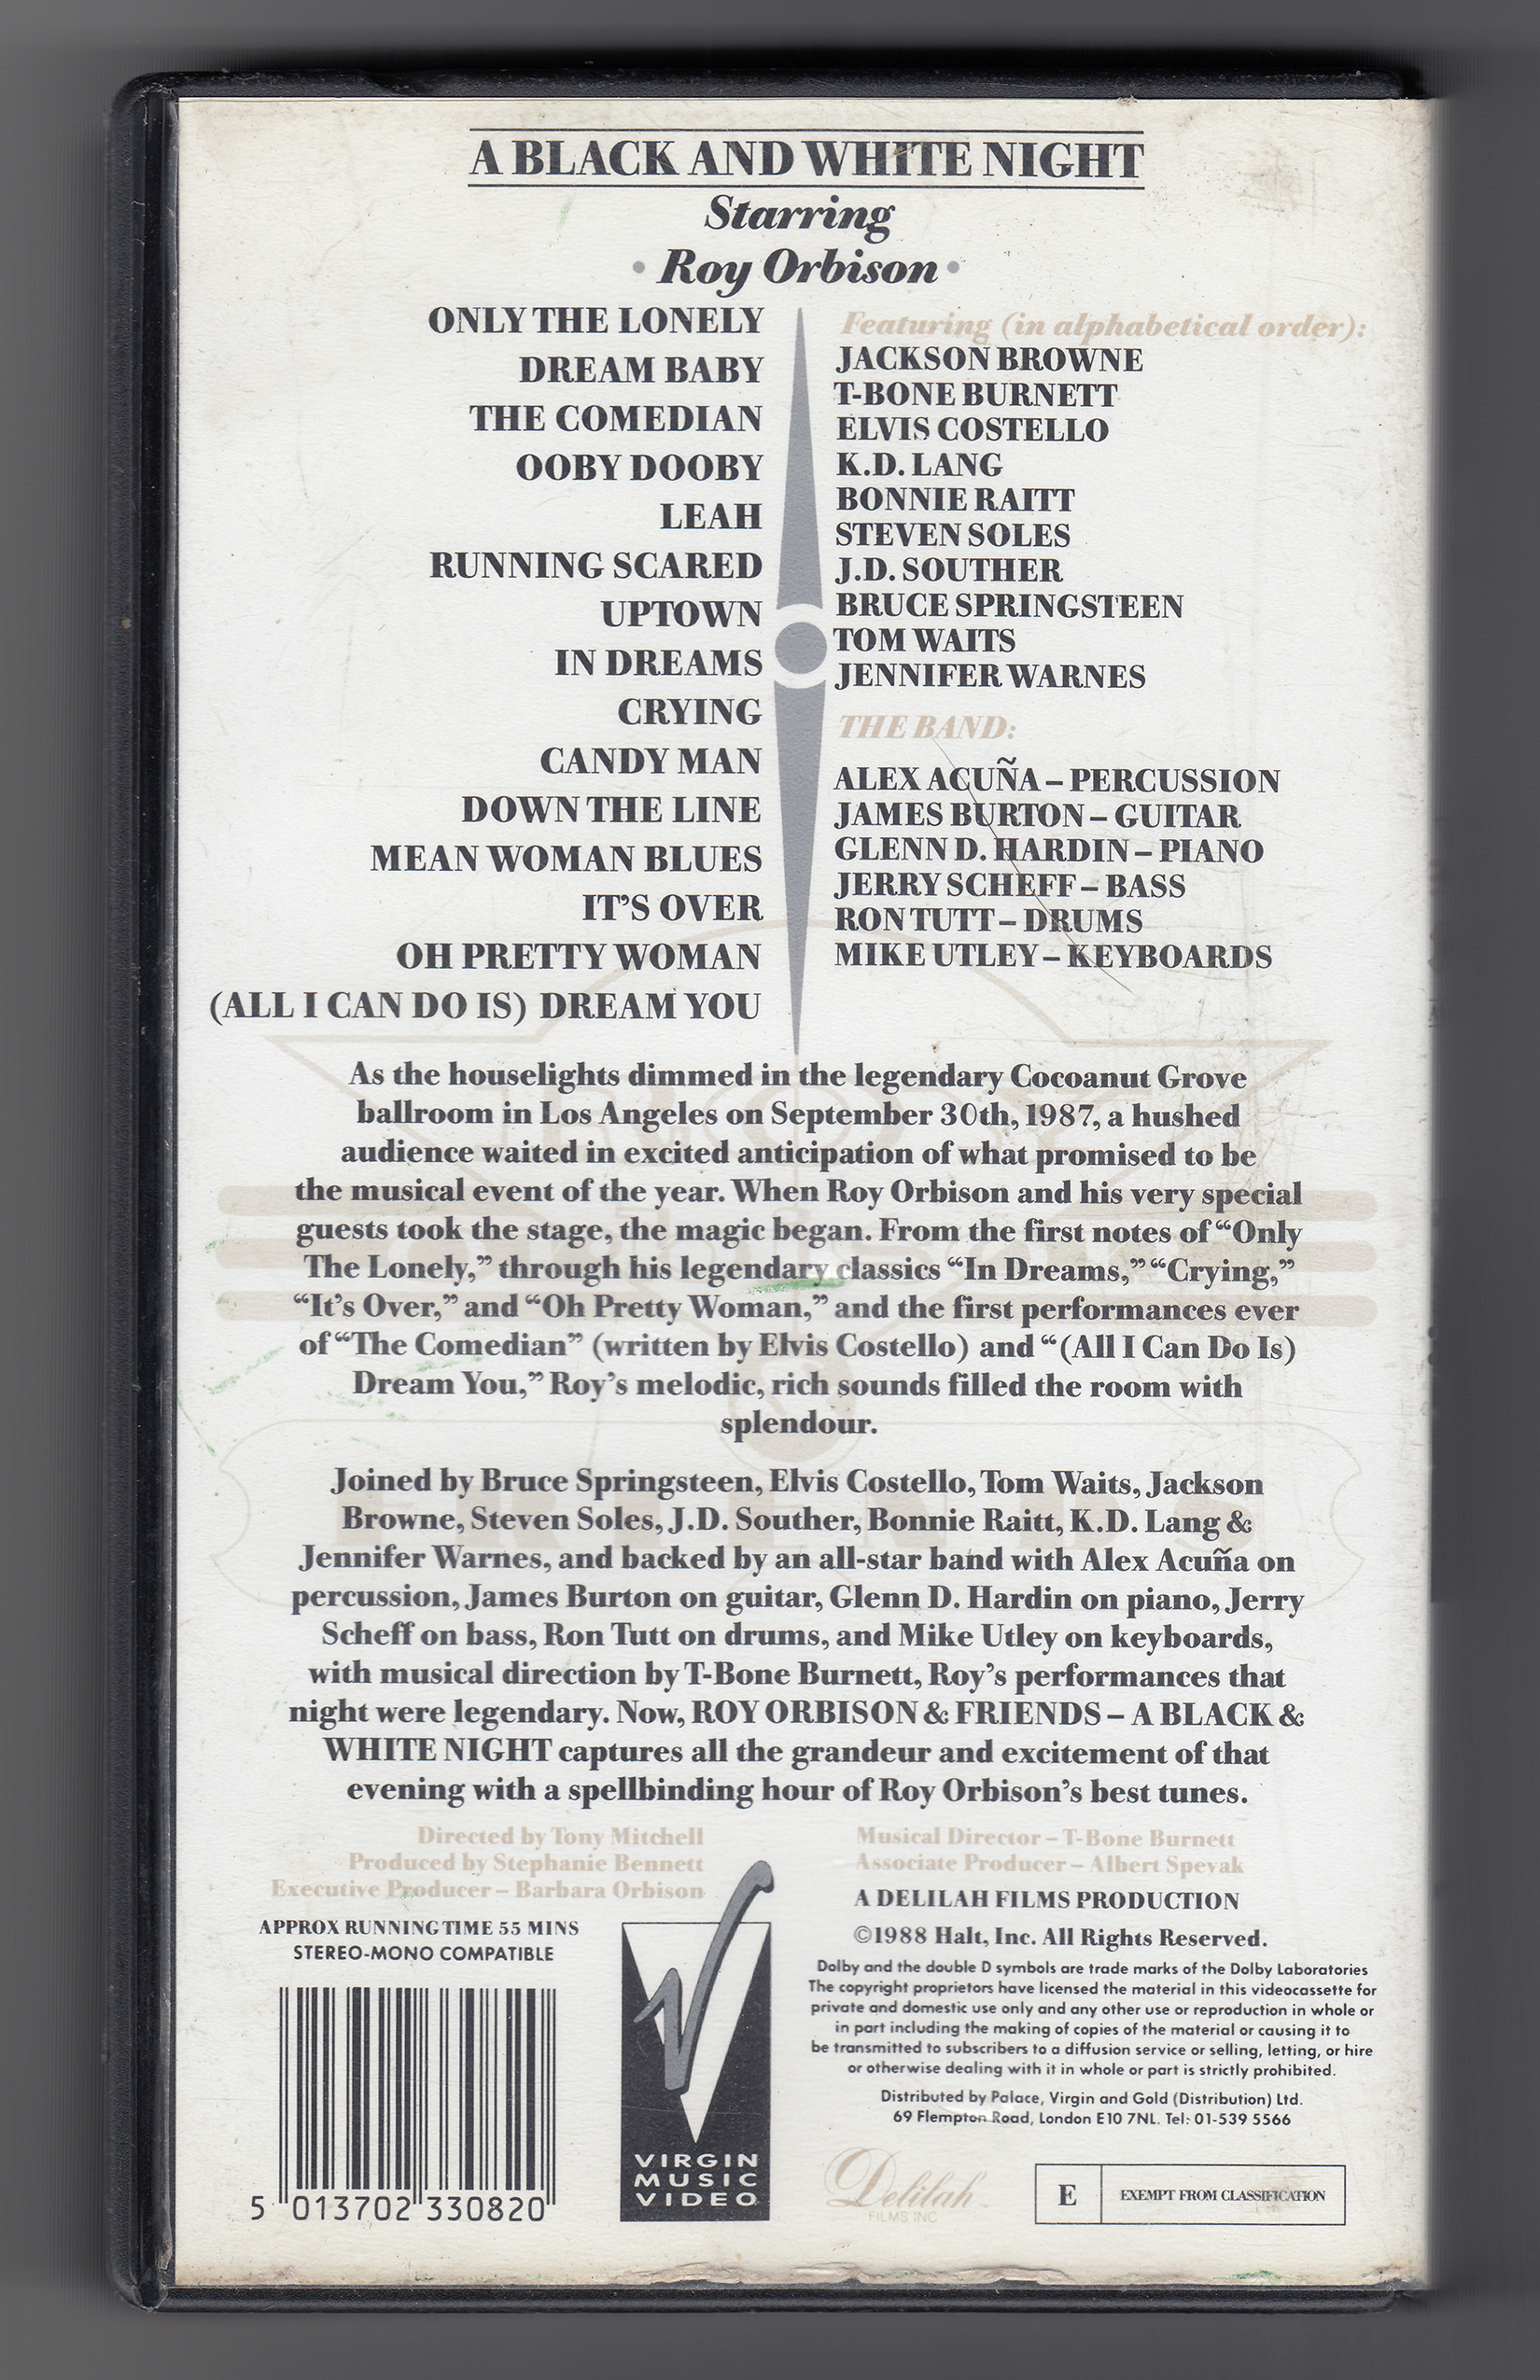 A BLACK AND WHITE NIGHT
Starring
• Roy Orbison •
ONLY THE LONELY
DREAM BABY
THE COMEDIAN
OOBY DOOBY
LEAH
RUNNING SCARED
UPTOWN
IN DREAMS
CRYING
CANDY MAN
DOWN THE LINE
MEAN WOMAN BLUES
IT'S OVER
OH PRETTY WOMAN
(ALL I CAN DO IS) DREAM YOU
Featuring (in alphabetical order):
JACKSON BROWNE
T-BONE BURNETT
ELVIS COSTELLO
K.D. LANG
BONNIE RAITT
STEVEN SOLES
J.D. SOUTHER
BRUCE SPRINGSTEEN
TOM WAITS
JENNIFER WARNES
THE BAND:
ALEX ACUÑA – PERCUSSION
JAMES BURTON – GUITAR
GLENN D. HARDIN – PIANO
JERRY SCHEFF – BASS
RON TUTT – DRUMS
MIKE UTLEY – KEYBOARDS
As the houselights dimmed in the legendary Cocoanut Grove
ballroom in Los Angeles on September 30th, 1987, a hushed
audience waited in excited anticipation of what promised to be
the musical event of the year. When Roy Orbison and his very special
guests took the stage, the magic began. From the first notes of “Only
The Lonely,” through his legendary classics “In Dreams,” “Crying,”
“It's Over,” and “Oh Pretty Woman,” and the first performances ever
of “The Comedian” (written by Elvis Costello) and “(All I Can Do Is)
Dream You,” Roy's melodic, rich sounds filled the room with
splendour.
Joined by Bruce Springsteen, Elvis Costello, Tom Waits, Jackson
Browne, Steven Soles, J.D. Souther, Bonnie Raitt, K.D. Lang &
Jennifer Warnes, and backed by an all-star band with Alex Acuña on
percussion, James Burton on guitar, Glenn D. Hardin on piano, Jerry
Scheff on bass, Ron Tutt on drums, and Mike Utley on keyboards,
with musical direction by T-Bone Burnett, Roy's performances that
night were legendary. Now, ROY ORBISON & FRIENDS – A BLACK &
WHITE NIGHT captures all the grandeur and excitement of that
evening with a spellbinding hour of Roy Orbison's best tunes.
Directed by Tony Mitchell
Produced by Stephanie Bennett
Executive Producer – Barbara Orbison
APPROX RUNNING TIME 55 MINS
STEREO-MONO COMPATIBLE
5 013702 330820
VIRGIN
MUSIC
VIDEO
Musical Director – T-Bone Burnett
Associate Producer – Albert Spevak
A DELILAH FILMS PRODUCTION
©1988 Halt, Inc. All Rights Reserved.
Dolby and the double D symbols are trade marks of the Dolby Laboratories
The copyright proprietors have licensed the material in this videocassette for
private and domestic use only and any other use or reproduction in whole or
in part including the making of copies of the material or causing it to
be transmitted to subscribers to a diffusion service or selling, letting, or hire
or otherwise dealing with it in whole or part is strictly prohibited.
Distributed by Palace, Virgin and Gold (Distribution) Ltd.
69 Flempton Road, London E10 7NL. Tel: 01-539 5566
Delilah
FILMS INC
E EXEMPT FROM CLASSIFICATION